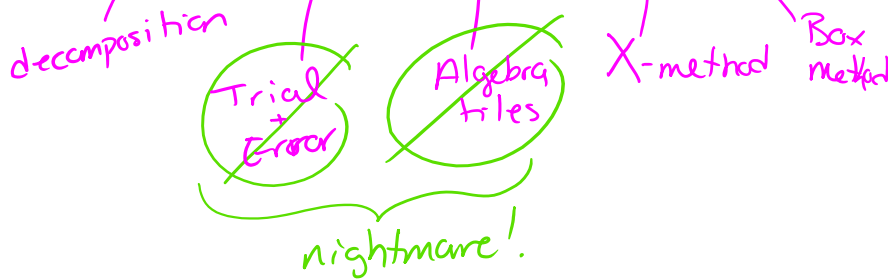 decomposition
Trial
+
Error
Algebra
tiles
X-method
Box
method
nightmare!